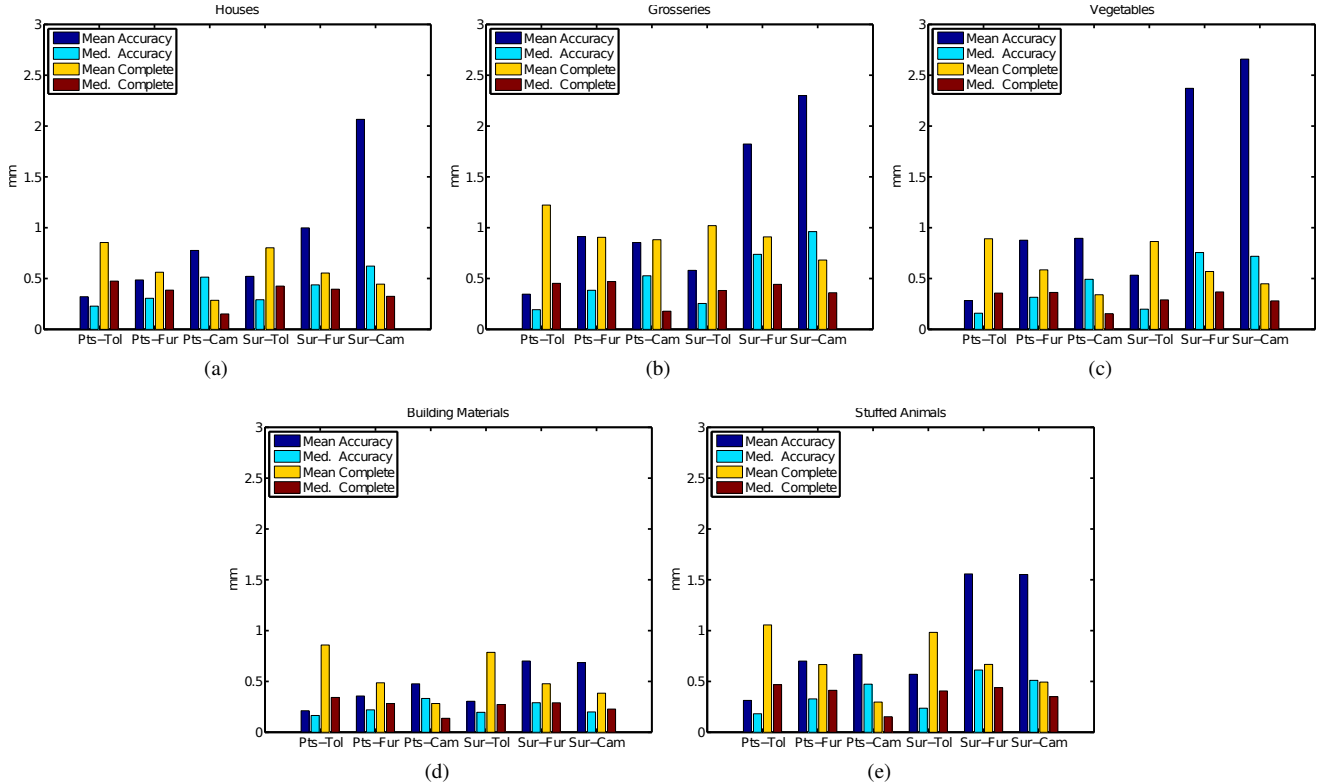 Houses
3
2.5
2
1.5
1
0.5
0
mm
Mean Accuracy
Med. Accuracy
Mean Complete
Med. Complete
Pts–Tol Pts–Fur Pts–Cam Sur–Tol Sur–Fur Sur–Cam
(a)
Grosseries
3
2.5
2
1.5
1
0.5
0
mm
Mean Accuracy
Med. Accuracy
Mean Complete
Med. Complete
Pts–Tol Pts–Fur Pts–Cam Sur–Tol Sur–Fur Sur–Cam
(b)
Vegetables
3
2.5
2
1.5
1
0.5
0
mm
Mean Accuracy
Med. Accuracy
Mean Complete
Med. Complete
Pts–Tol Pts–Fur Pts–Cam Sur–Tol Sur–Fur Sur–Cam
(c)
Building Materials
3
2.5
2
1.5
1
0.5
0
mm
Mean Accuracy
Med. Accuracy
Mean Complete
Med. Complete
Pts–Tol Pts–Fur Pts–Cam Sur–Tol Sur–Fur Sur–Cam
(d)
Stuffed Animals
3
2.5
2
1.5
1
0.5
0
mm
Mean Accuracy
Med. Accuracy
Mean Complete
Med. Complete
Pts–Tol Pts–Fur Pts–Cam Sur–Tol Sur–Fur Sur–Cam
(e)